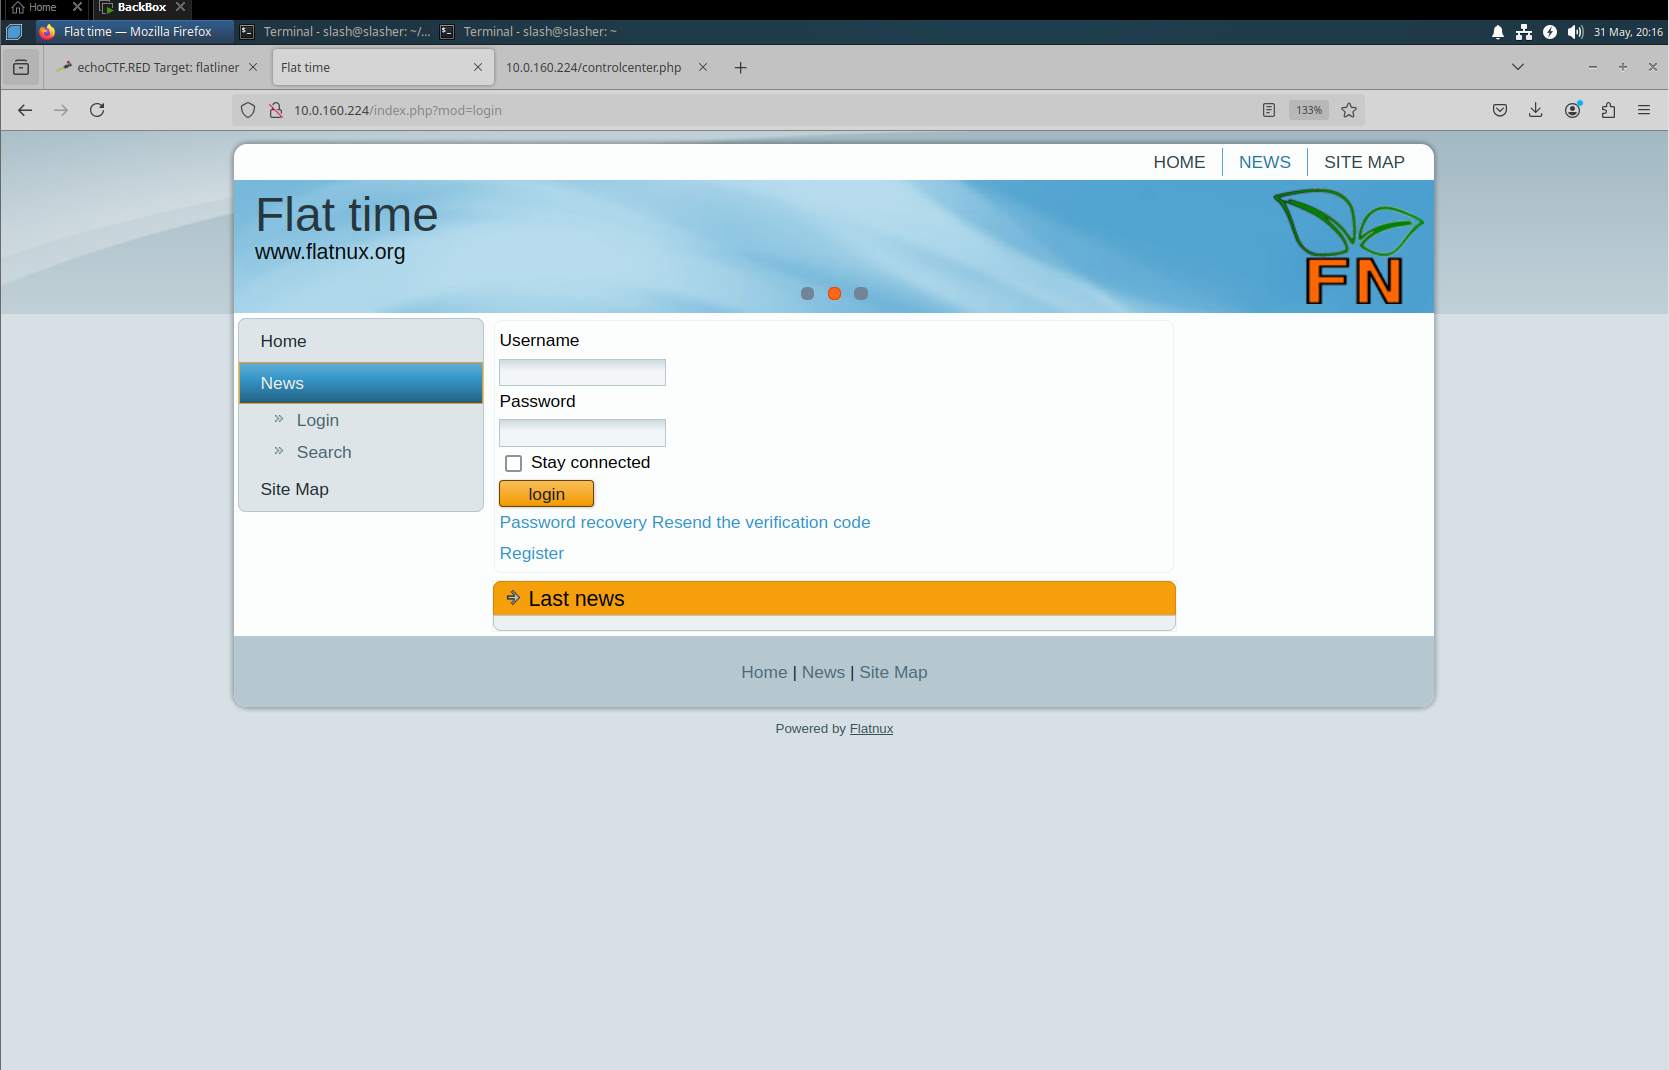 Home
BackBox
Flat time — Mozilla Firefox
Terminal - slash@slasher: ~/...
Terminal - slash@slasher: ~
31 May, 20:16
echoCTF.RED Target: flatliner
Flat time
10.0.160.224/controlcenter.php
10.0.160.224/index.php?mod=login
133%
HOME
NEWS
SITE MAP
Flat time
www.flatnux.org
FN
Home
News
Login
Search
Site Map
Username
Password
Stay connected
login
Password recovery Resend the verification code
Register
Last news
Home | News | Site Map
Powered by Flatnux